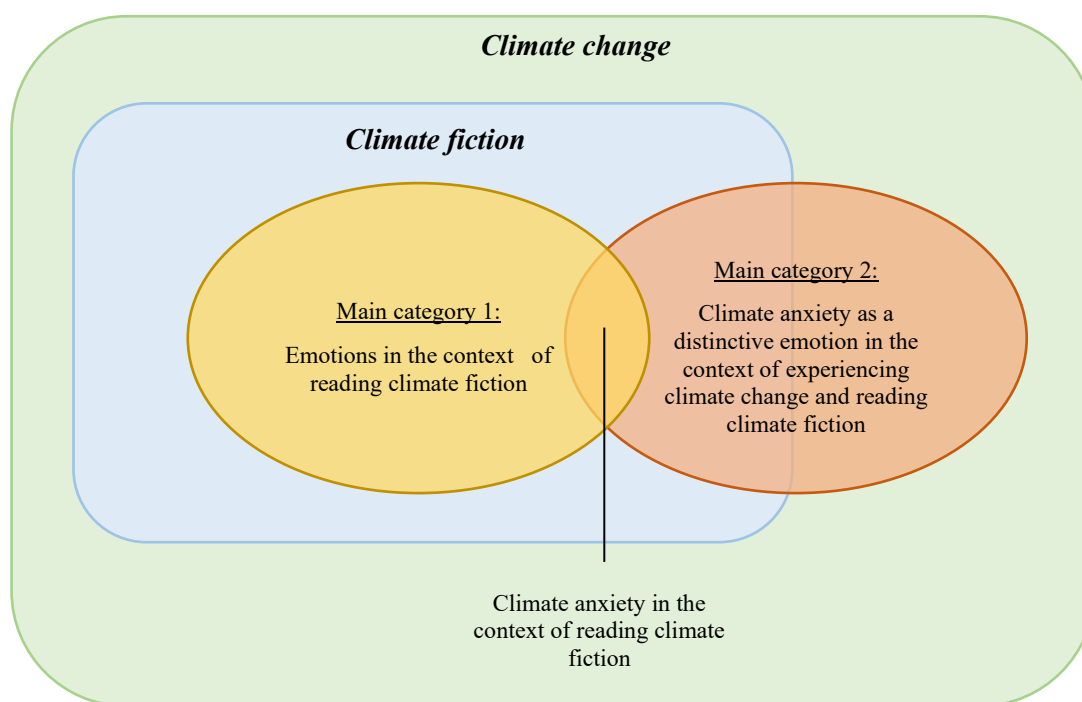 Climate change
Climate fiction
Main category 1:
Emotions in the context of
reading climate fiction
Main category 2:
Climate anxiety as a
distinctive emotion in the
context of experiencing
climate change and reading
climate fiction
Climate anxiety in the
context of reading climate
fiction